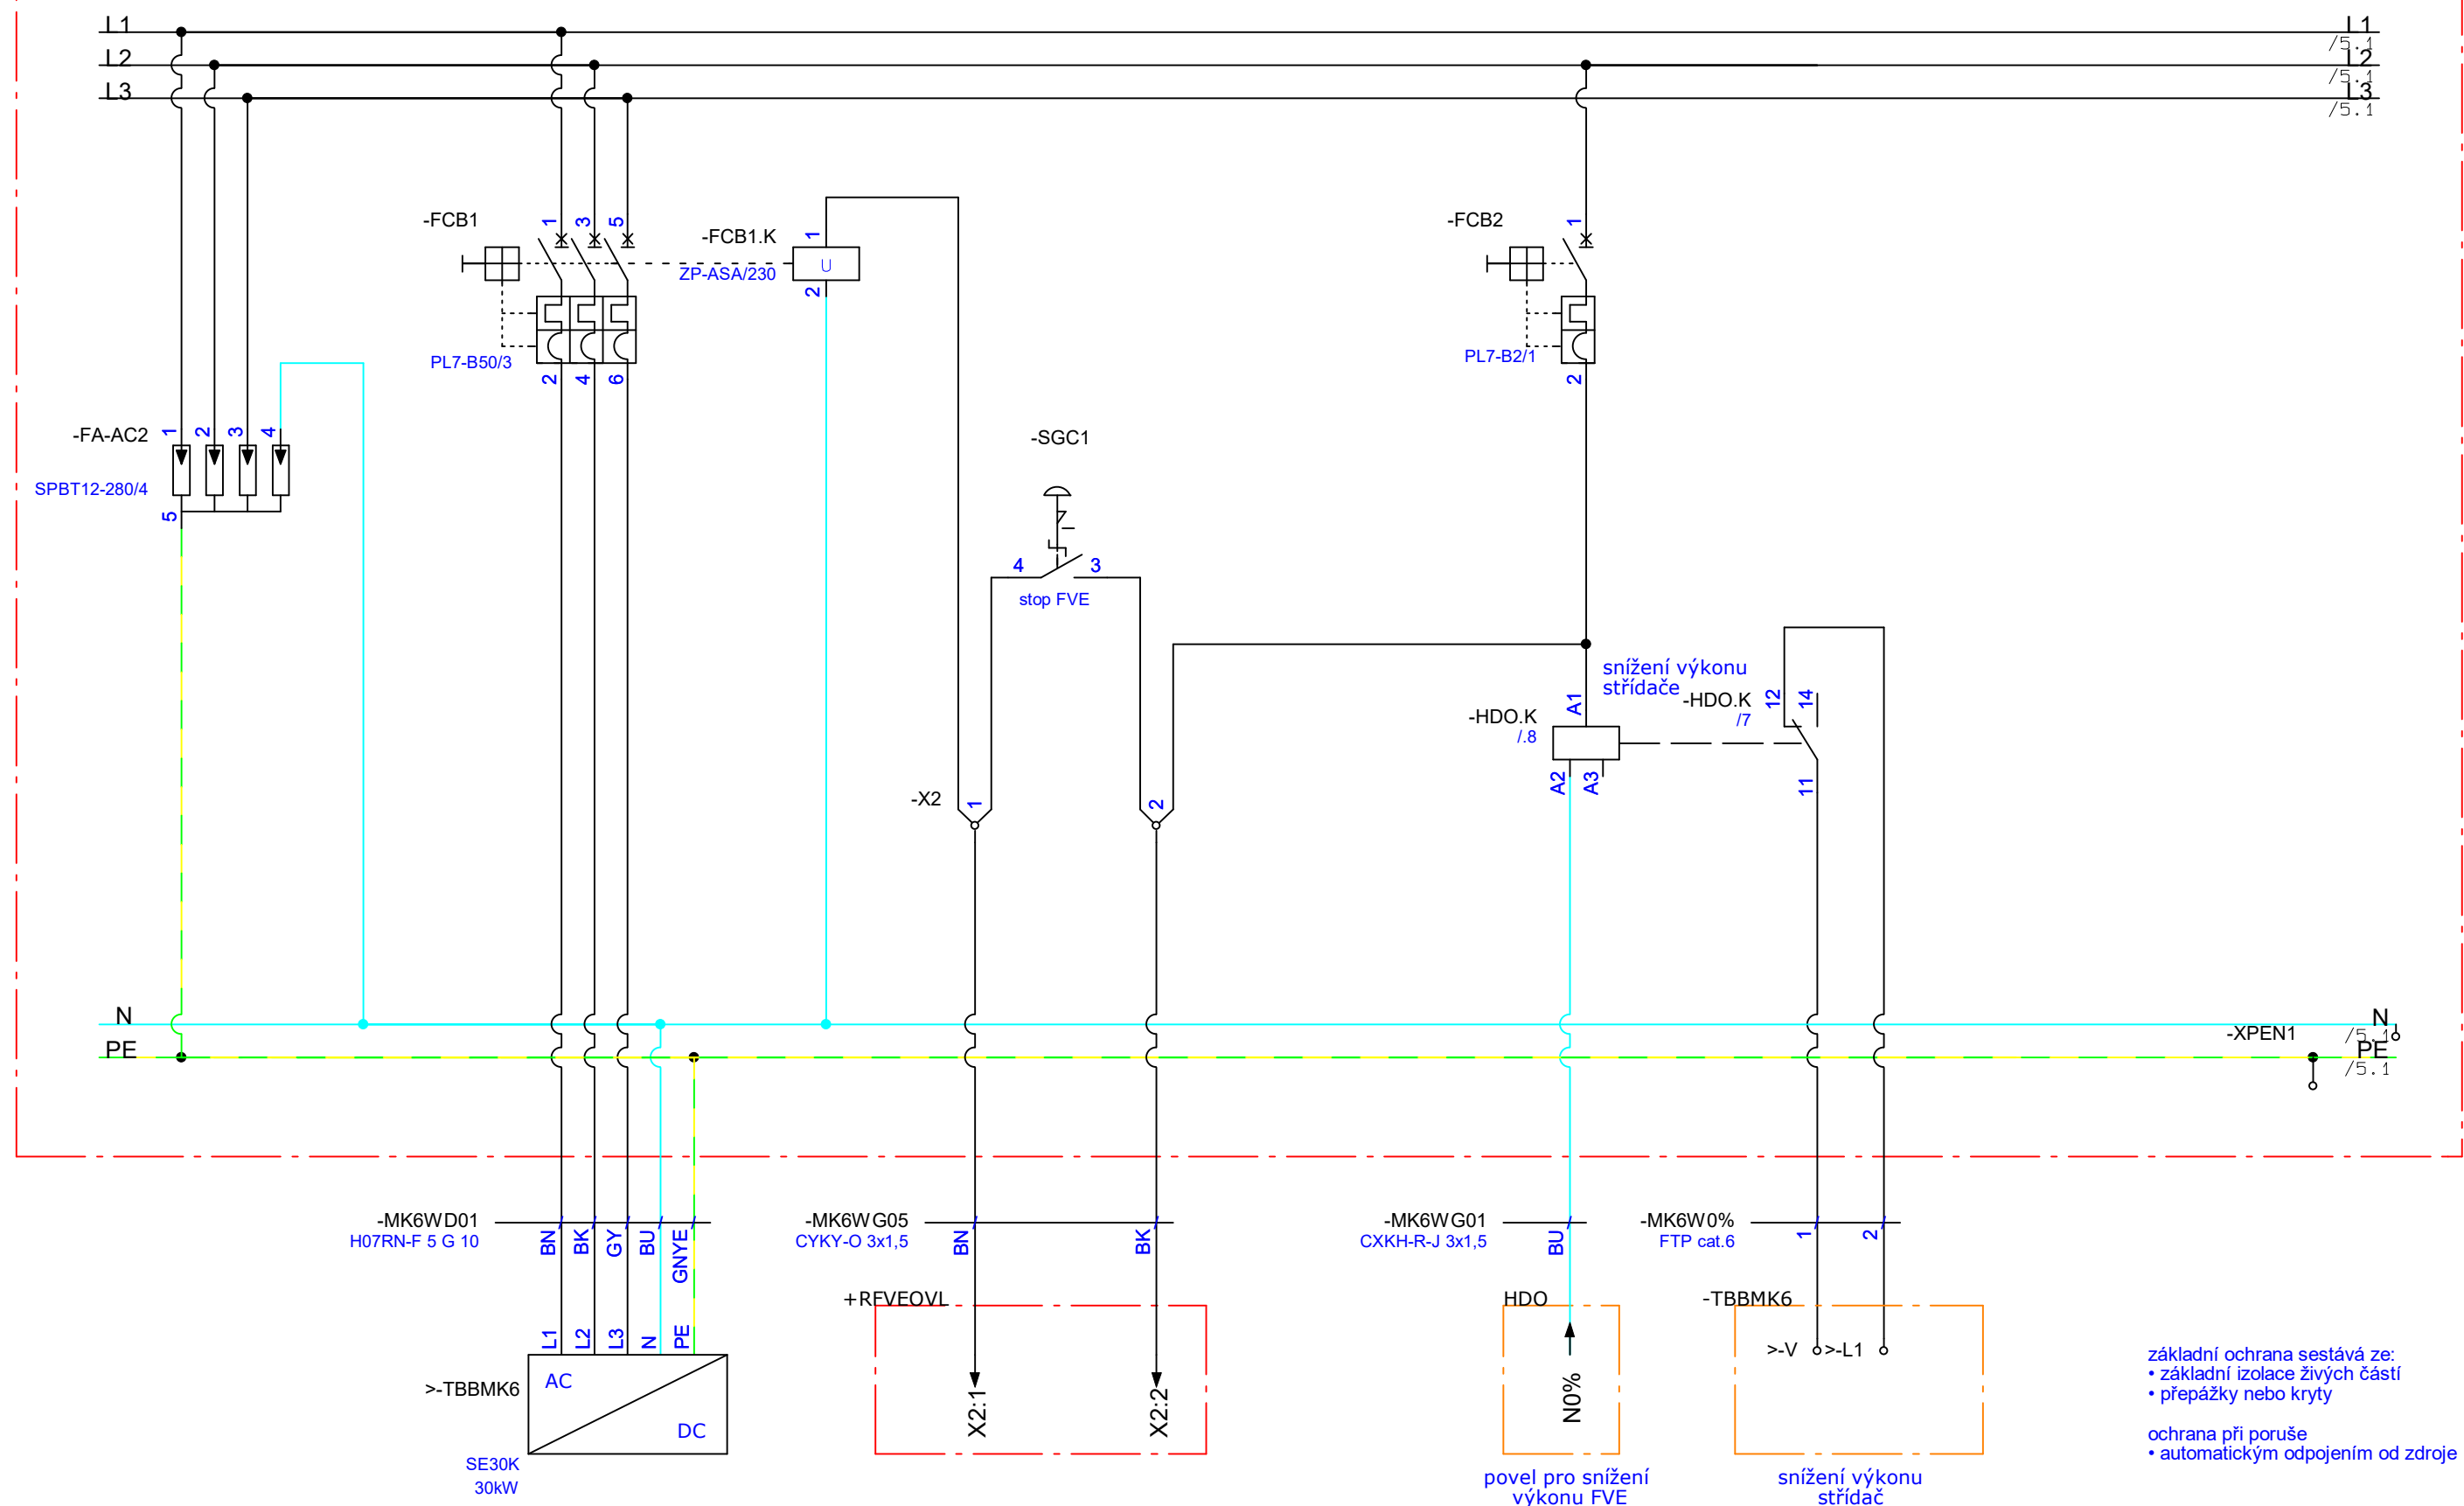 L1
L1
/5.1
L2
L2
/5.1
L3
L3
/5.1
-FCB1
1
3
5
-FCB1.K
ZP-ASA/230
1
U
2
-FCB2
1
PL7-B50/3
2
4
6
PL7-B2/1
2
-FA-AC2
1
2
3
4
SPBT12-280/4
5
-SGC1
4
3
stop FVE
snížení výkonu
střídače
-HDO.K
/7
12
14
-HDO.K
/.8
A1
A2
A3
11
-X2
1
2
N
N
/5.1
-XPEN1
PE
PE
/5.1
-MK6WD01
H07RN-F 5 G 10
BN
BK
GY
BU
GNYE
-MK6WG05
CYKY-O 3x1,5
BN
BK
-MK6WG01
CXKH-R-J 3x1,5
BU
-MK6W0%
FTP cat.6
1
2
+RFVEOVL
HDO
-TBBMK6
L1
L2
L3
N
PE
>-V
>-L1
>-TBBMK6
AC
DC
X2:1
X2:2
N0%
SE30K
30kW
povel pro snížení
výkonu FVE
snížení výkonu
střídač
základní ochrana sestává ze:
• základní izolace živých částí
• přepážky nebo kryty
ochrana při poruše
• automatickým odpojením od zdroje